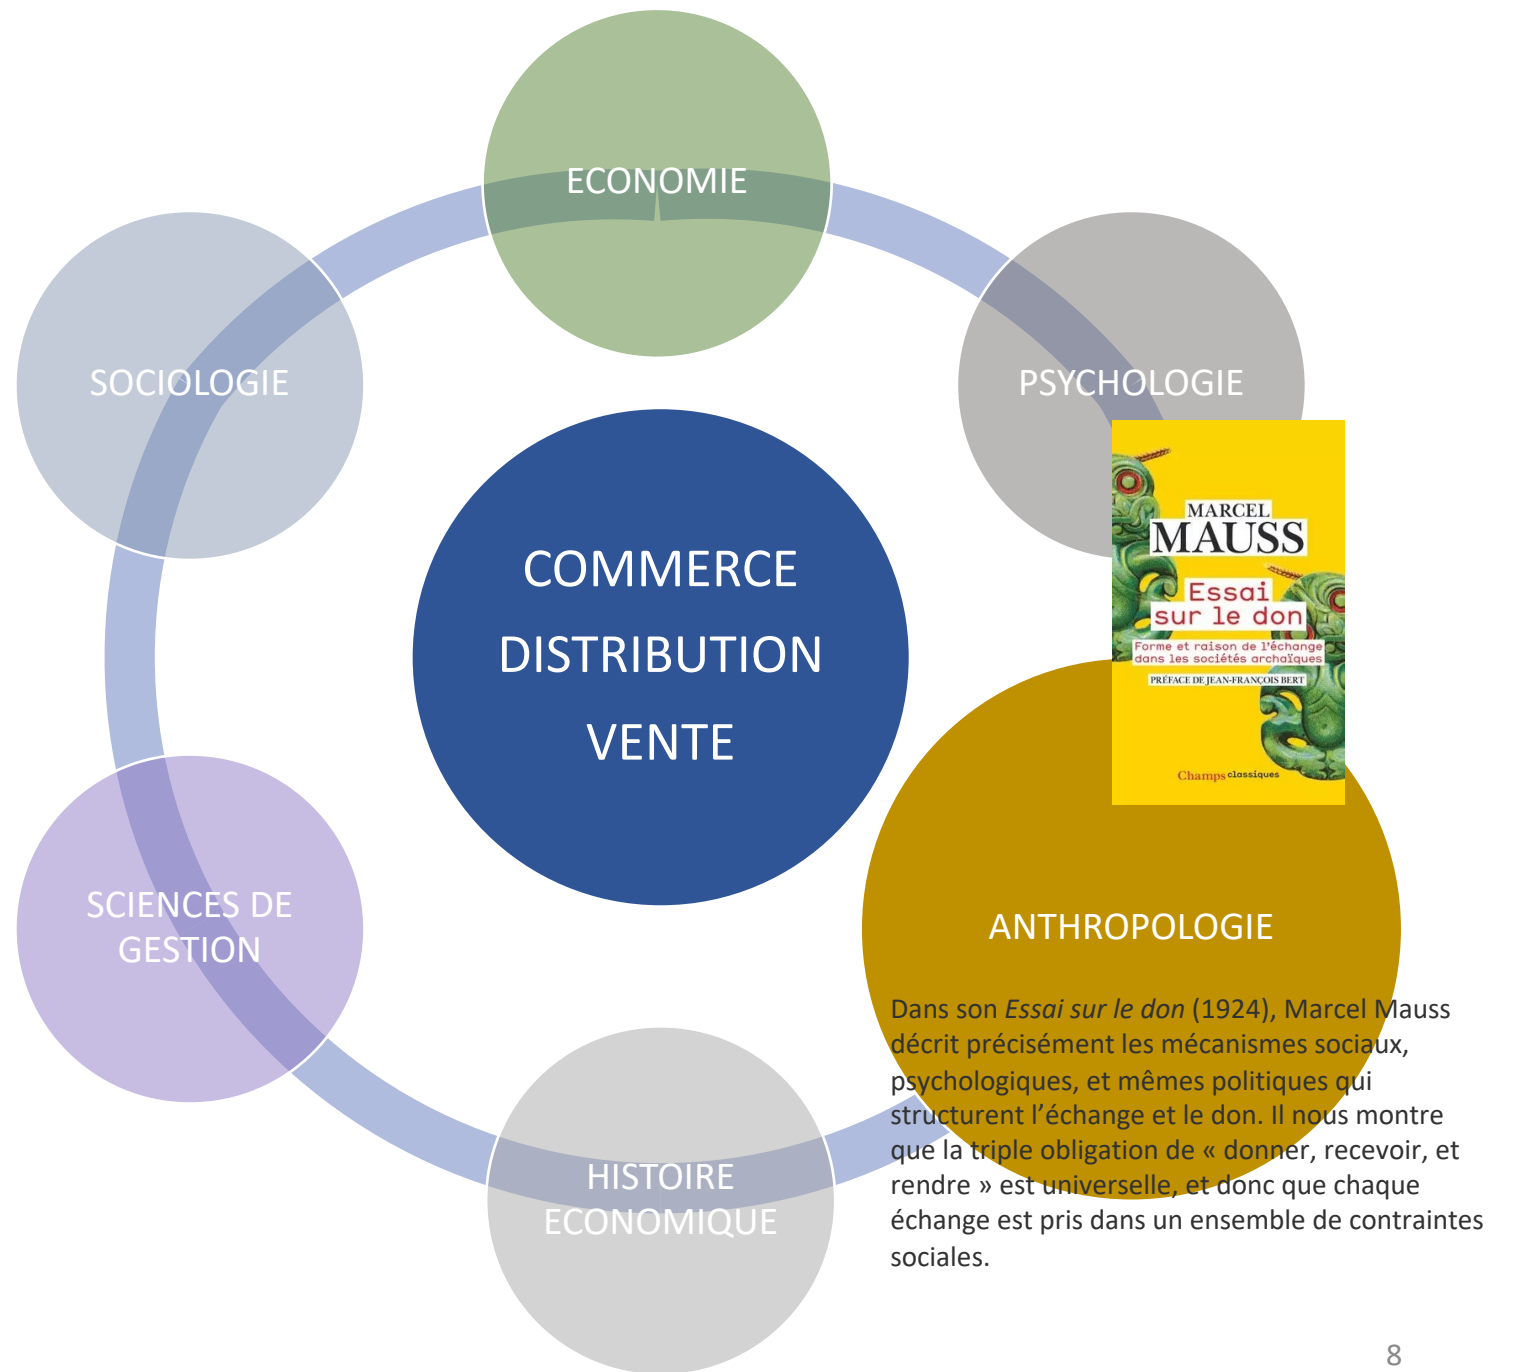 ECONOMIE
SOCIOLOGIE
PSYCHOLOGIE
COMMERCE
DISTRIBUTION
VENTE
MARCEL
MAUSS
Essai
sur le don
Forme et raison de l'échange
dans les sociétés archaïques
PRÉFACE DE JEAN-FRANÇOIS BERT
Champs classiques
SCIENCES DE
GESTION
ANTHROPOLOGIE
Dans son Essai sur le don (1924), Marcel Mauss
décrit précisément les mécanismes sociaux,
psychologiques, et mêmes politiques qui
structurent l'échange et le don. Il nous montre
que la triple obligation de « donner, recevoir, et
rendre » est universelle, et donc que chaque
échange est pris dans un ensemble de contraintes
sociales.
HISTOIRE
ECONOMIQUE
8